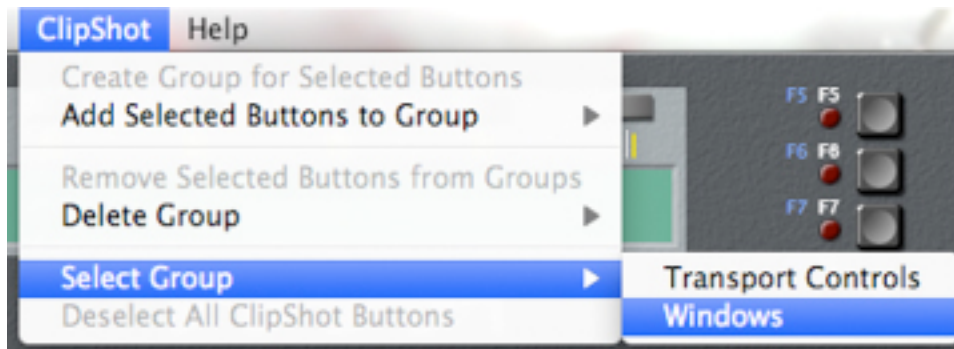 ClipShot Help
Create Group for Selected Buttons
Add Selected Buttons to Group
Remove Selected Buttons from Groups
Delete Group
Select Group
Deselect All ClipShot Buttons
Transport Controls
Windows
F5 F5
F6 F6
F7 F7